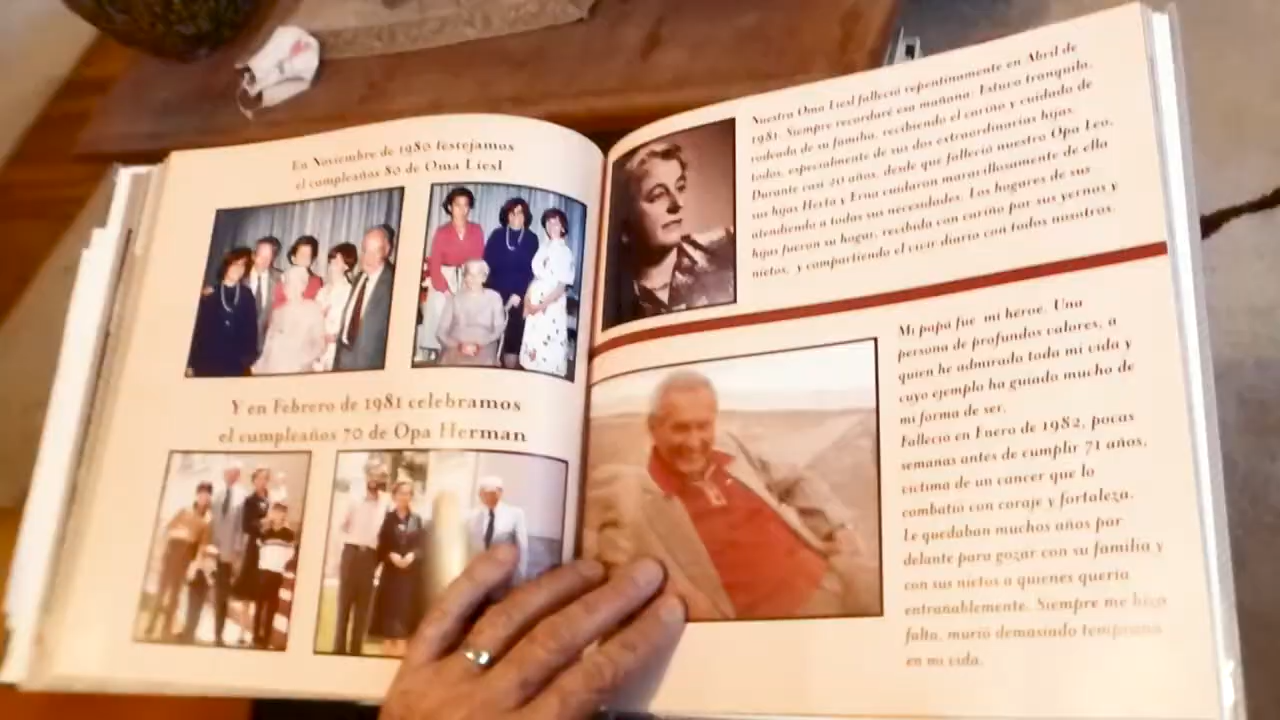 En Noviembre de 1980 festejamos
el cumpleaños 80 de Oma Liesl
Y en Febrero de 1981 celebramos
el cumpleaños 70 de Opa Herman
Nuestra Oma Liesl falleció repentinamente en Abril de
1981. Siempre recordaré esa mañana: Estuvo tranquila,
rodeada de su familia, recibiendo el cariño y cuidado de
todos, especialmente de sus dos extraordinarias hijas.
Durante casi 20 años, desde que falleció nuestro Opa Leo,
sus hijas Herta y Erna cuidaron maravillosamente de ella
atendiendo a todas sus necesidades. Los hogares de sus
hijas fueron su hogar, recibida con cariño por sus yernos y
nietos, y compartiendo el vivir diario con todos nosotros.
Mi papá fue mi héroe. Una
persona de profundos valores, a
quien he admirado toda mi vida y
cuyo ejemplo ha guiado mucho de
mi forma de ser.
Falleció en Enero de 1982, pocas
semanas antes de cumplir 71 años,
víctima de un cancer que lo
combatió con coraje y fortaleza.
Le quedaban muchos años por
delante para gozar con su familia y
con sus nietos a quienes quería
entrañablemente. Siempre me hizo
falta, murió demasiado temprano
en mi vida.